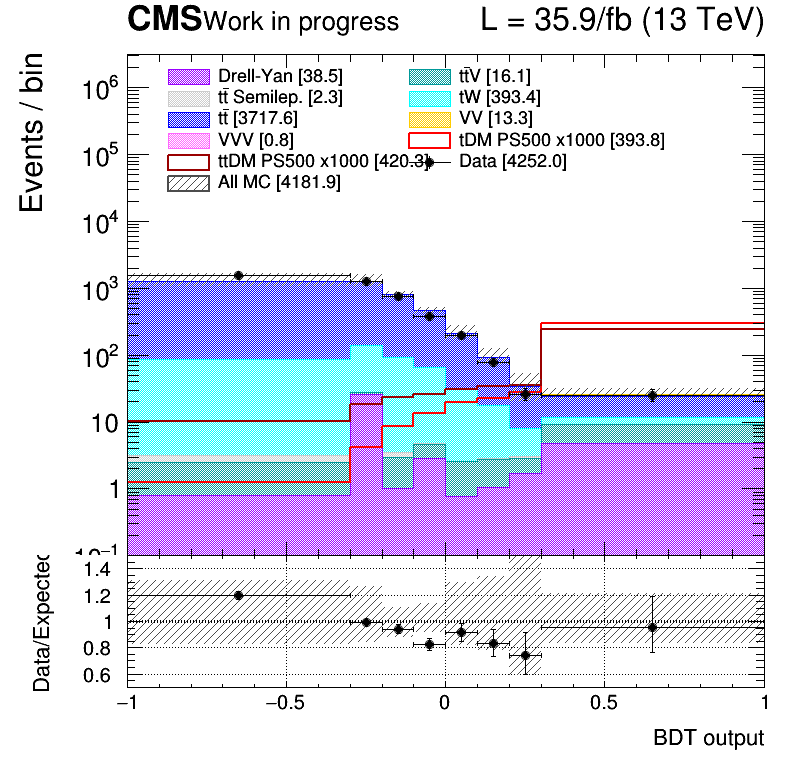 CMS Work in progress L = 35.9/fb (13 TeV)
Events / bin
Drell-Yan [38.5] tt̄V [16.1]
tt̄ Semilep. [2.3] tW [393.4]
tt̄ [3717.6] VV [13.3]
VVV [0.8] tDM PS500 x1000 [393.8]
ttDM PS500 x1000 [420.3] Data [4252.0]
All MC [4181.9]
10⁶
10⁵
10⁴
10³
10²
10
1
10⁻¹
Data/Expected
1.4
1.2
1
0.8
0.6
−1 −0.5 0 0.5 1
BDT output